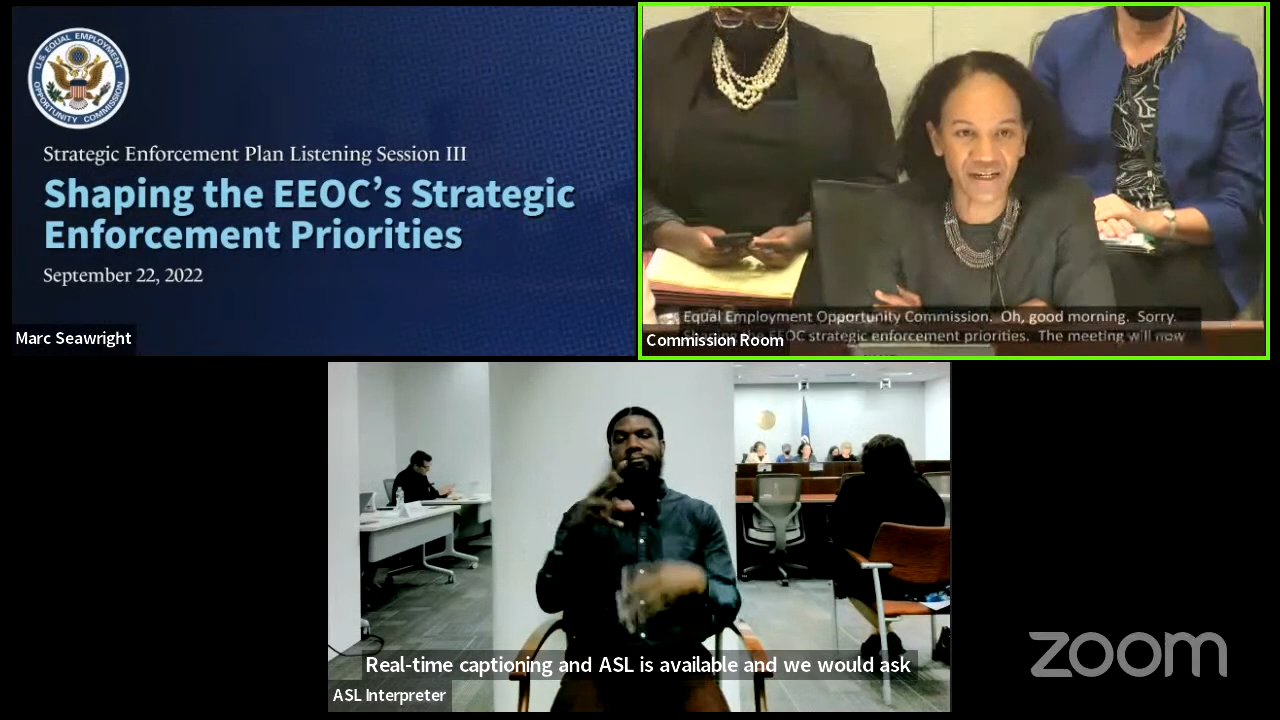 U.S. EQUAL EMPLOYMENT OPPORTUNITY COMMISSION
Strategic Enforcement Plan Listening Session III
Shaping the EEOC's Strategic
Enforcement Priorities
September 22, 2022
Marc Seawright
Equal Employment Opportunity Commission. Oh, good morning. Sorry.
Shaping the EEOC strategic enforcement priorities. The meeting will now
Commission Room
Real-time captioning and ASL is available and we would ask
ASL Interpreter
zoom